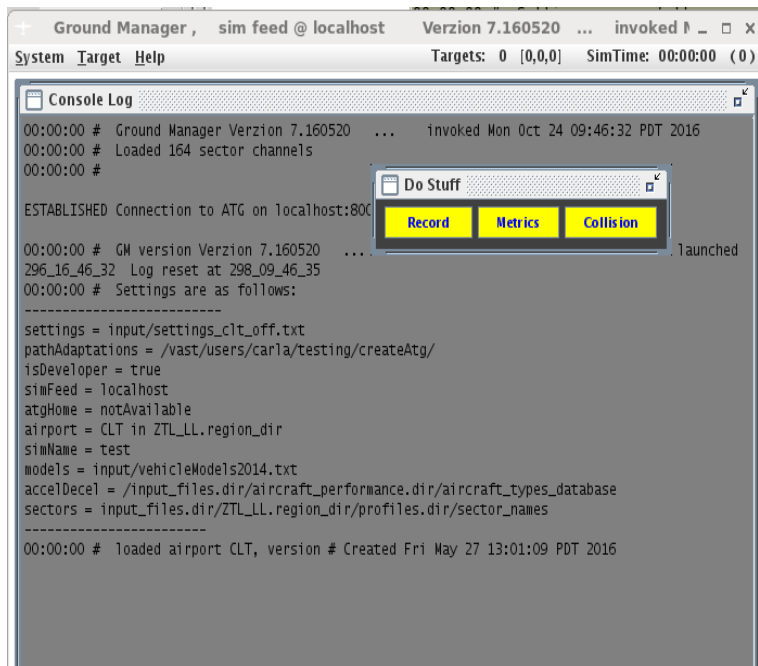 Ground Manager , sim feed @ localhost Verzion 7.160520 ... invoked
System Target Help Targets: 0 [0,0,0] SimTime: 00:00:00 (0)
Console Log
00:00:00 # Ground Manager Verzion 7.160520 ... invoked Mon Oct 24 09:46:32 PDT 2016
00:00:00 # Loaded 164 sector channels
00:00:00 #
Do Stuff
ESTABLISHED Connection to ATG on
Record Metrics Collision
00:00:00 # GM version Verzion 7.160520 ... launched
296_16_46_32 Log reset at 298_09_46_35
00:00:00 # Settings are as follows:
--------------------------
settings = input/settings_clt_off.txt
pathAdaptations = /vast/users/carla/testing/createAtg/
isDeveloper = true
simFeed = localhost
atgHome = notAvailable
airport = CLT in ZTL_LL.region_dir
simName = test
models = input/vehicleModels2014.txt
accelDecel = /input_files.dir/aircraft_performance.dir/aircraft_types_database
sectors = input_files.dir/ZTL_LL.region_dir/profiles.dir/sector_names
------------------------
00:00:00 # loaded airport CLT, version # Created Fri May 27 13:01:09 PDT 2016